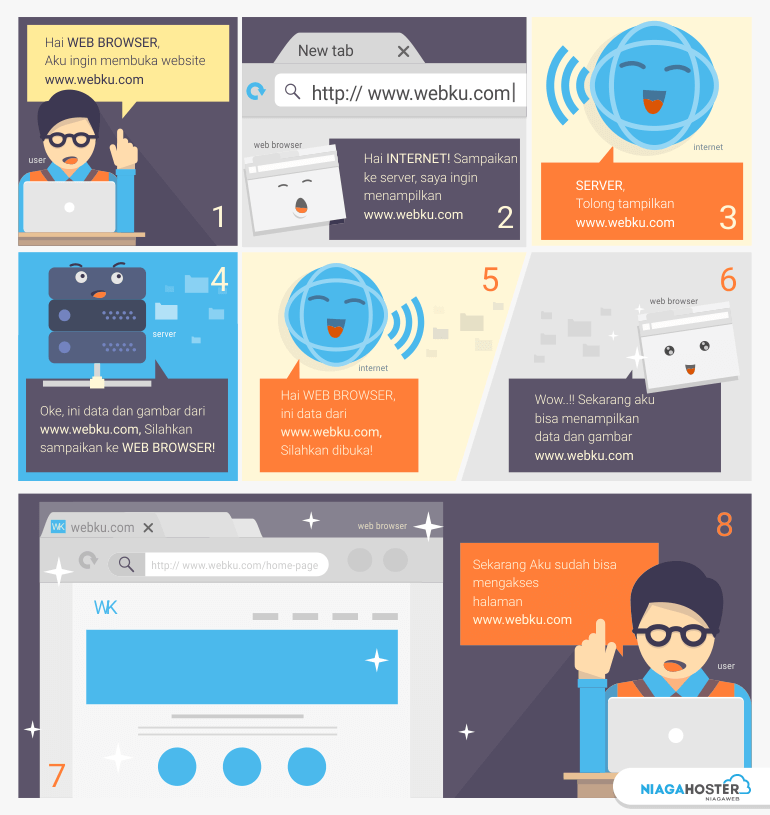 Hai WEB BROWSER,
Aku ingin membuka website
www.webku.com
user
1
New tab
http:// www.webku.com
web browser
Hai INTERNET! Sampaikan
ke server, saya ingin
menampilkan
www.webku.com
2
internet
SERVER,
Tolong tampilkan
www.webku.com
3
4
server
Oke, ini data dan gambar dari
www.webku.com, Silahkan
sampaikan ke WEB BROWSER!
5
internet
Hai WEB BROWSER,
ini data dari
www.webku.com,
Silahkan dibuka!
6
web browser
Wow..!! Sekarang aku
bisa menampilkan
data dan gambar
www.webku.com
WK webku.com
web browser
http:// www.webku.com/home-page
WK
7
8
Sekarang Aku sudah bisa
mengakses
halaman
www.webku.com
user
NIAGAHOSTER
NIAGAWEB